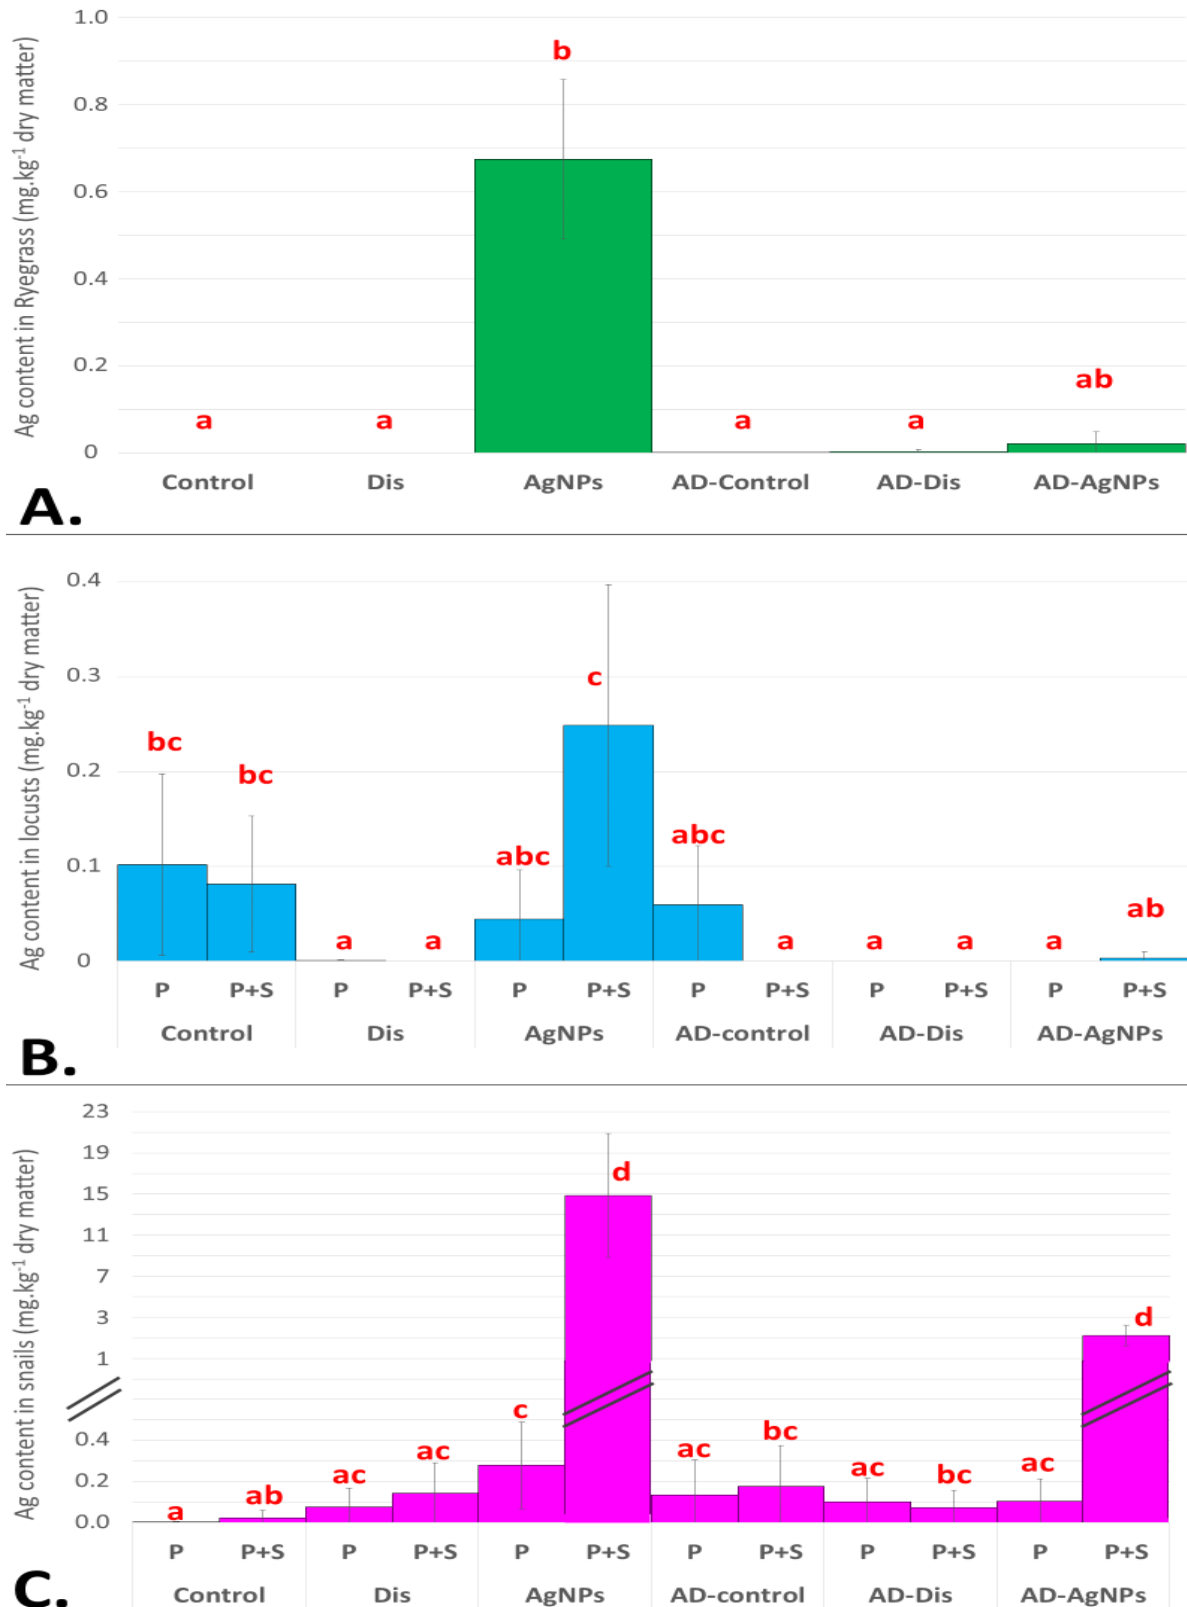 Ag content in Ryegrass (mg.kg⁻¹ dry matter)
1.0
0.8
0.6
0.4
0.2
0
a
a
b
a
a
ab
Control Dis AgNPs AD-Control AD-Dis AD-AgNPs
A.
Ag content in locusts (mg.kg⁻¹ dry matter)
0.4
0.3
0.2
0.1
0
bc
bc
a
a
abc
c
abc
a
a
a
a
ab
P P+S P P+S P P+S P P+S P P+S P P+S
Control Dis AgNPs AD-control AD-Dis AD-AgNPs
B.
Ag content in snails (mg.kg⁻¹ dry matter)
23
19
15
11
7
3
1
0.4
0.2
0.0
a
ab
ac
ac
c
d
ac
bc
ac
bc
ac
d
P P+S P P+S P P+S P P+S P P+S P P+S
Control Dis AgNPs AD-control AD-Dis AD-AgNPs
C.